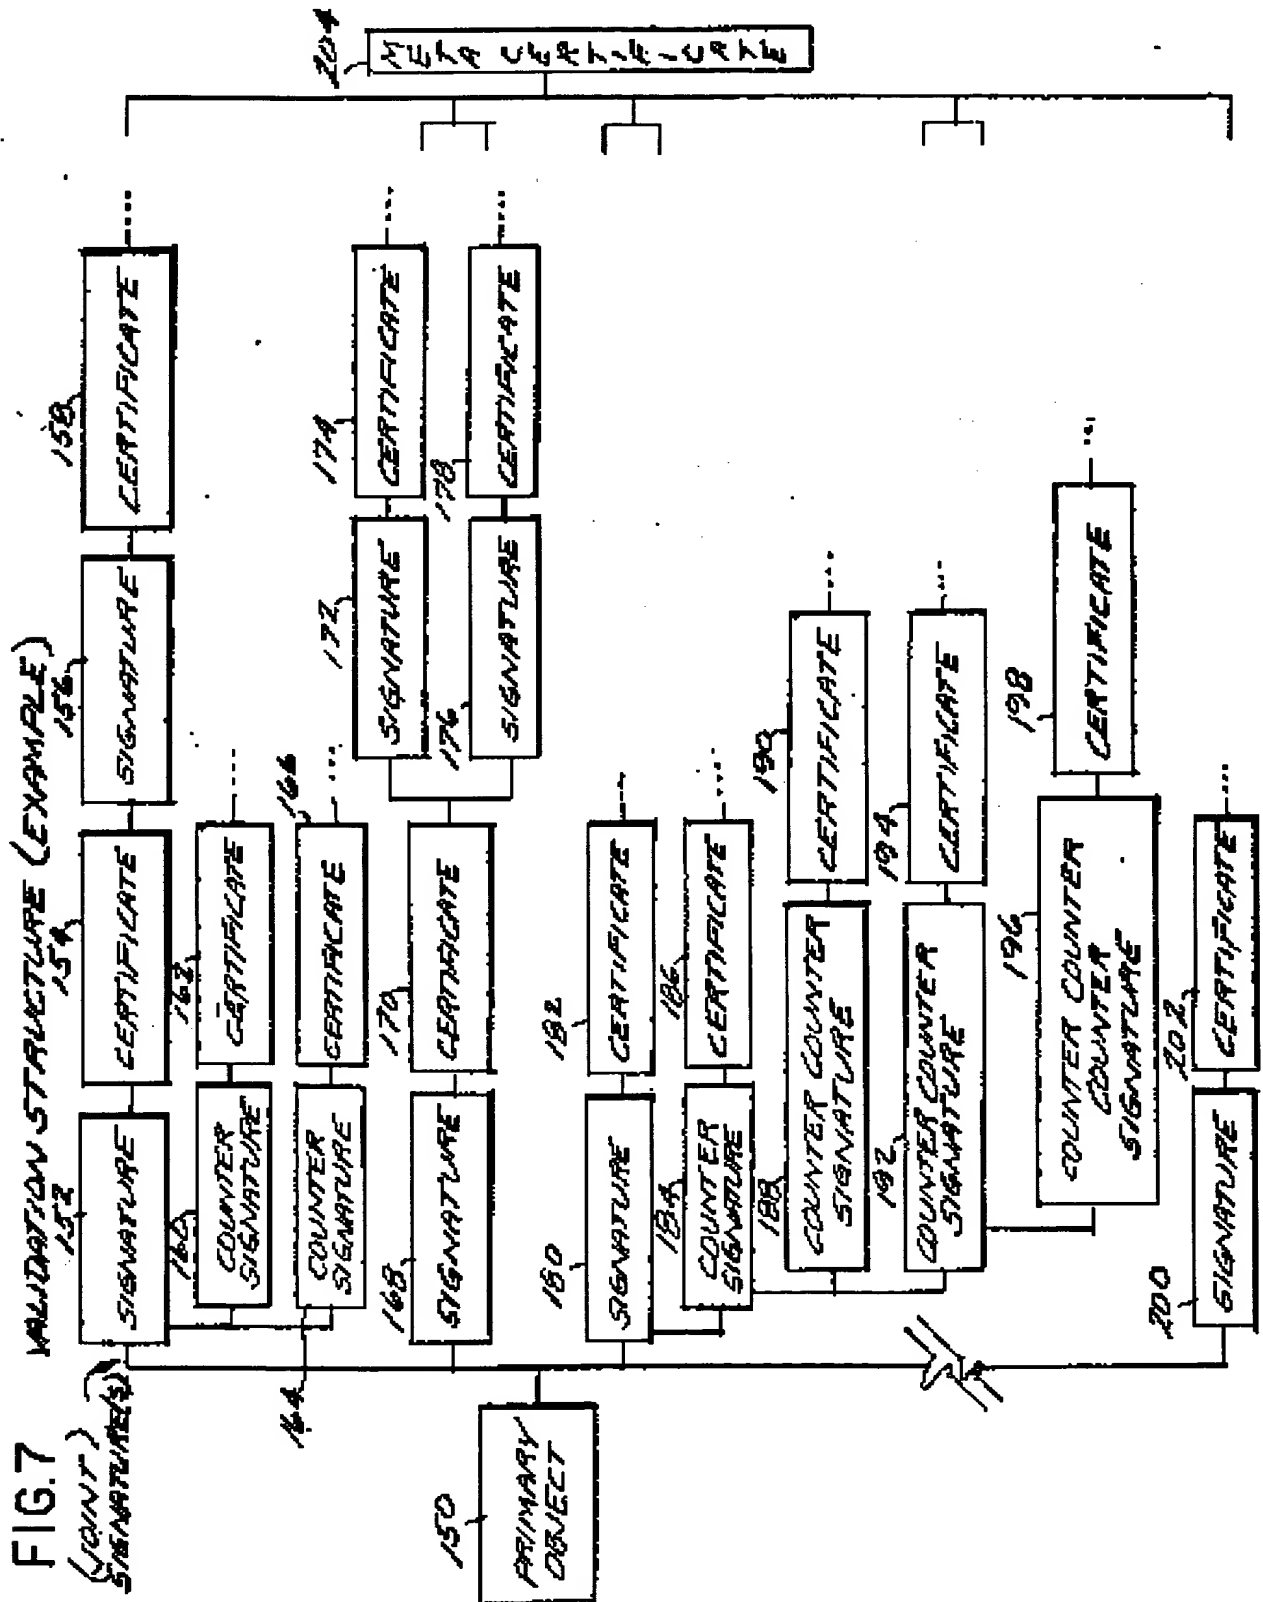 FIG.7
VALIDATION STRUCTURE (EXAMPLE)
(JOINT)
SIGNATURE(S)
150
PRIMARY
OBJECT
152
SIGNATURE
154
CERTIFICATE
156
SIGNATURE
158
CERTIFICATE
160
COUNTER
SIGNATURE
162
CERTIFICATE
164
COUNTER
SIGNATURE
166
CERTIFICATE
168
SIGNATURE
170
CERTIFICATE
172
SIGNATURE
174
CERTIFICATE
176
SIGNATURE
178
CERTIFICATE
180
SIGNATURE
182
CERTIFICATE
184
COUNTER
SIGNATURE
186
CERTIFICATE
188
COUNTER COUNTER
SIGNATURE
190
CERTIFICATE
192
COUNTER COUNTER
SIGNATURE
194
CERTIFICATE
196
COUNTER COUNTER
COUNTER
SIGNATURE
198
CERTIFICATE
200
SIGNATURE
202
CERTIFICATE
204
META CERTIFICATE